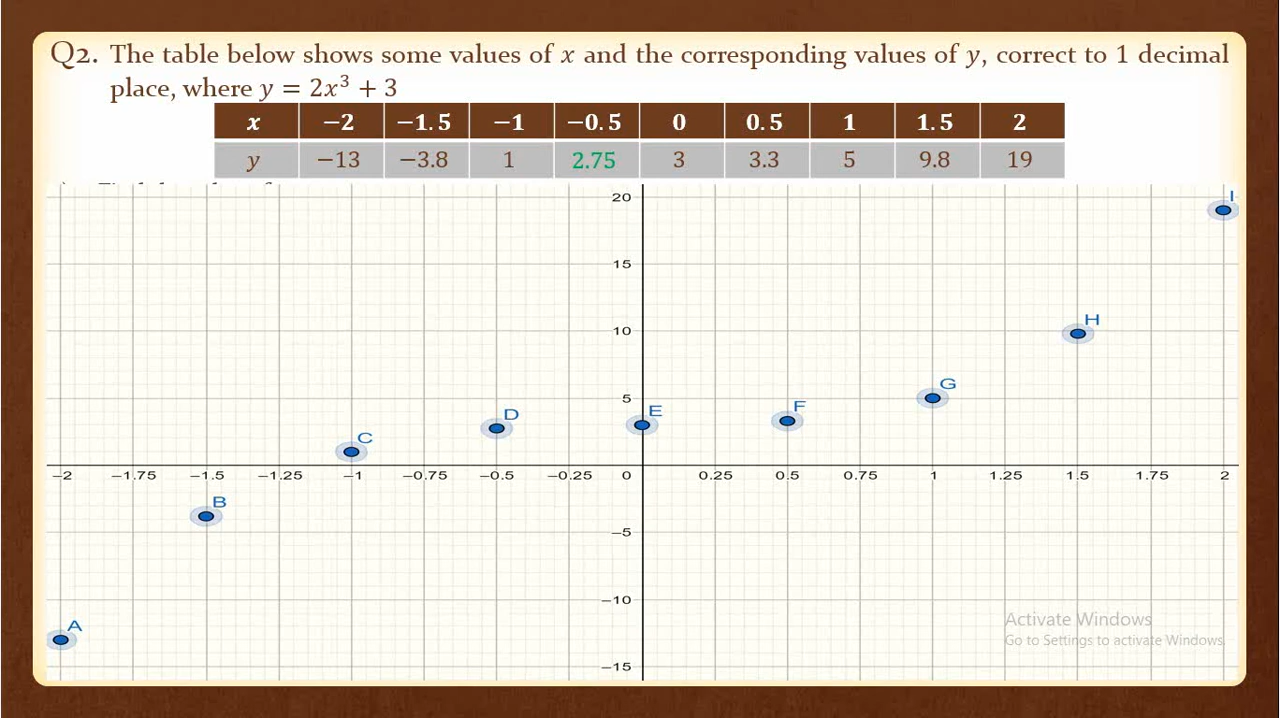 Q2. The table below shows some values of x and the corresponding values of y, correct to 1 decimal
place, where y = 2x³ + 3
x −2 −1.5 −1 −0.5 0 0.5 1 1.5 2
y −13 −3.8 1 2.75 3 3.3 5 9.8 19
20
I
15
10
H
5
G
F
E
D
C
−2 −1.75 −1.5 −1.25 −1 −0.75 −0.5 −0.25 0 0.25 0.5 0.75 1 1.25 1.5 1.75 2
B
−5
−10
A
−15
Activate Windows
Go to Settings to activate Windows.